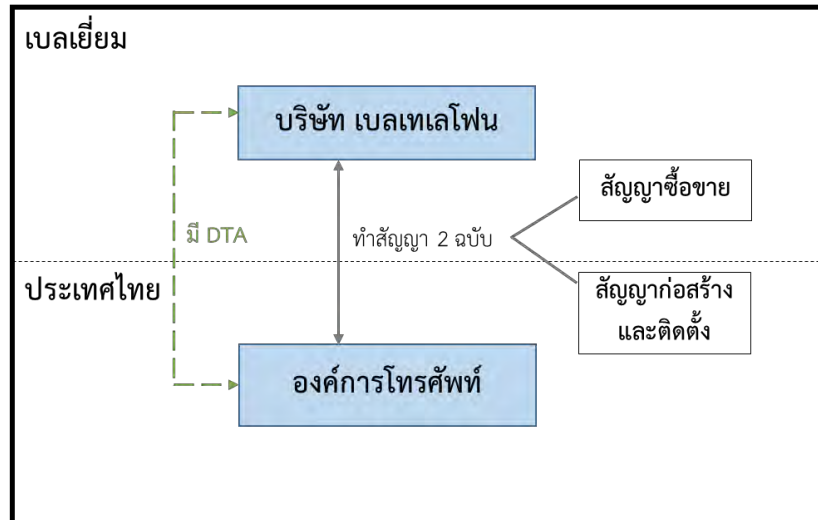 เบลเยี่ยม
บริษัท เบลเทเลโฟน
สัญญาซื้อขาย
มี DTA
ทำสัญญา 2 ฉบับ
ประเทศไทย
สัญญาก่อสร้าง
และติดตั้ง
องค์การโทรศัพท์